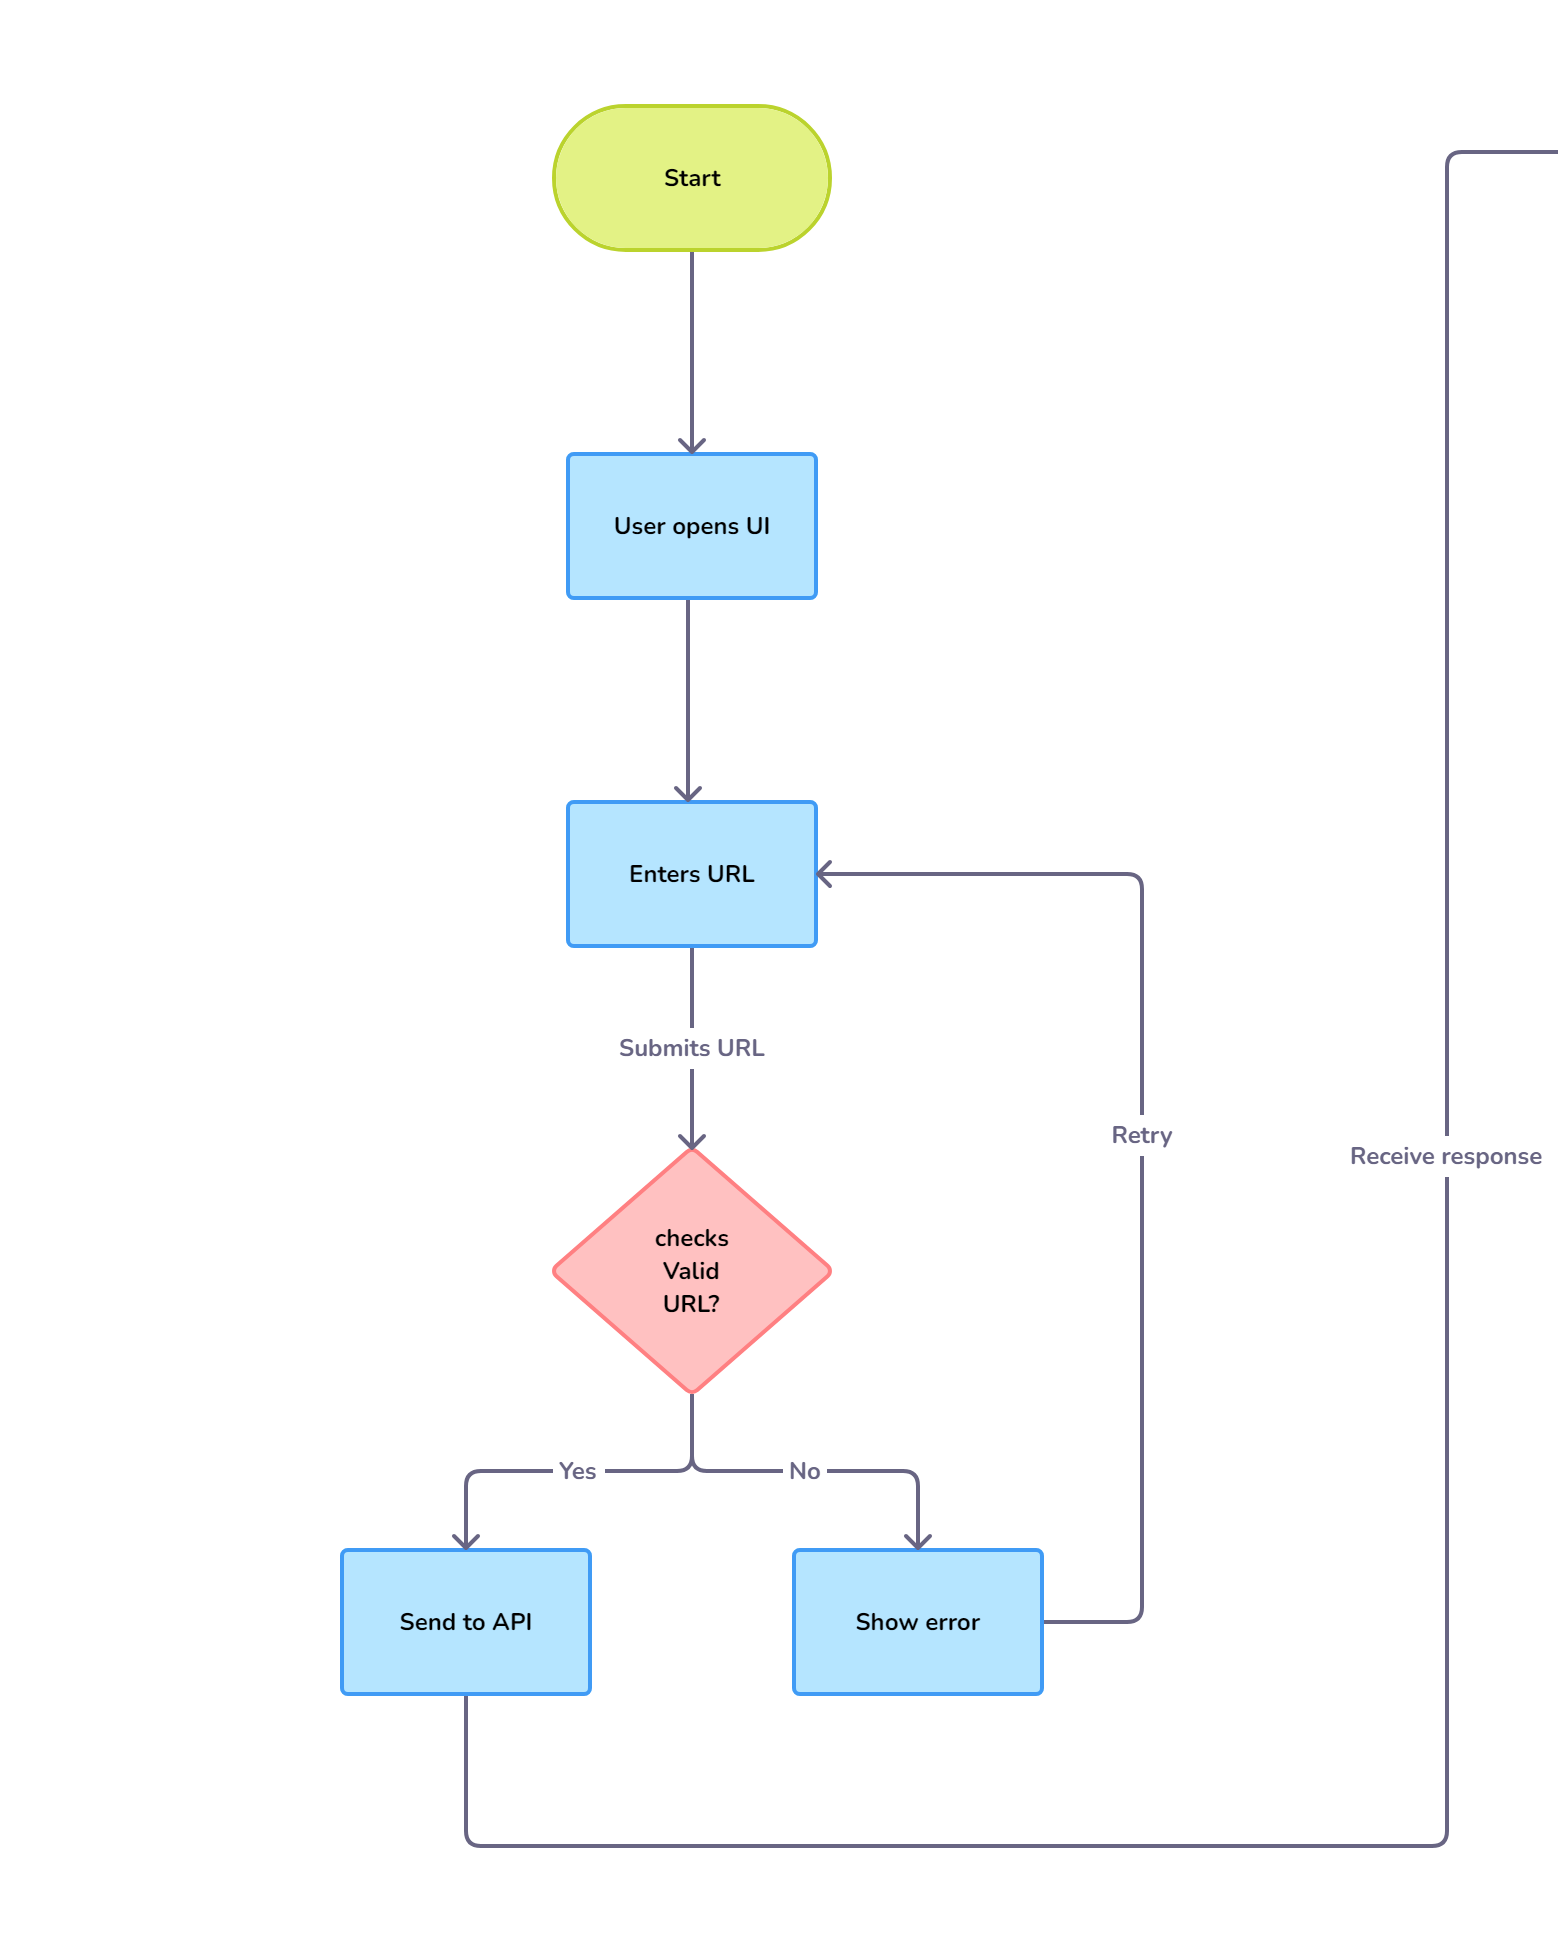 Start
User opens UI
Enters URL
Submits URL
Retry
Receive response
checks
Valid
URL?
Yes
No
Send to API
Show error